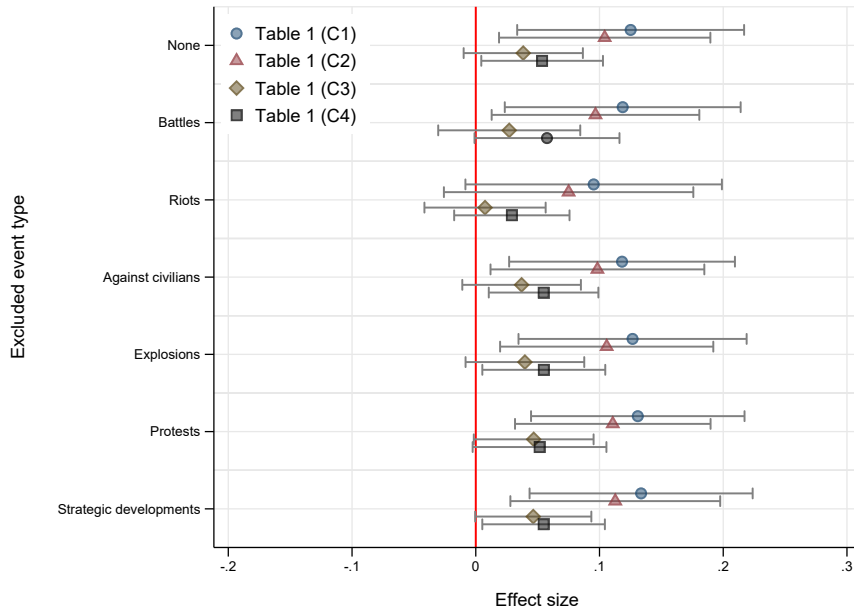 Table 1 (C1)
Table 1 (C2)
Table 1 (C3)
Table 1 (C4)
Excluded event type
None
Battles
Riots
Against civilians
Explosions
Protests
Strategic developments
-.2 -.1 0 .1 .2 .3
Effect size